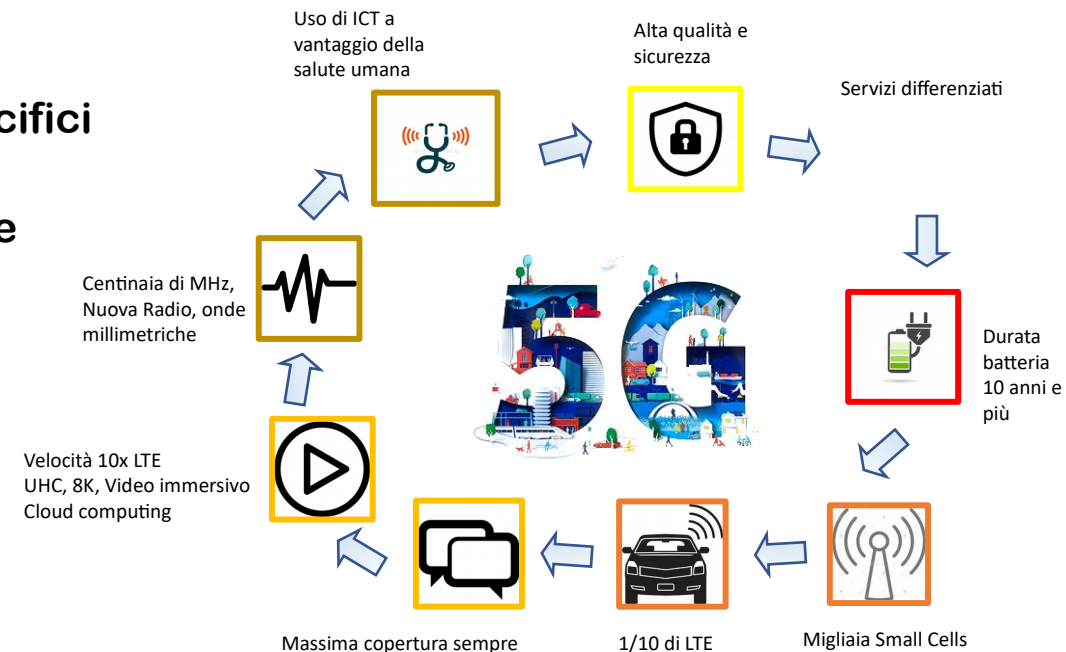 cifici
e
Uso di ICT a
vantaggio della
salute umana
Alta qualità e
sicurezza
Servizi differenziati
Centinaia di MHz,
Nuova Radio, onde
millimetriche
5G
Durata
batteria
10 anni e
più
Velocità 10x LTE
UHC, 8K, Video immersivo
Cloud computing
Massima copertura sempre
1/10 di LTE
Migliaia Small Cells